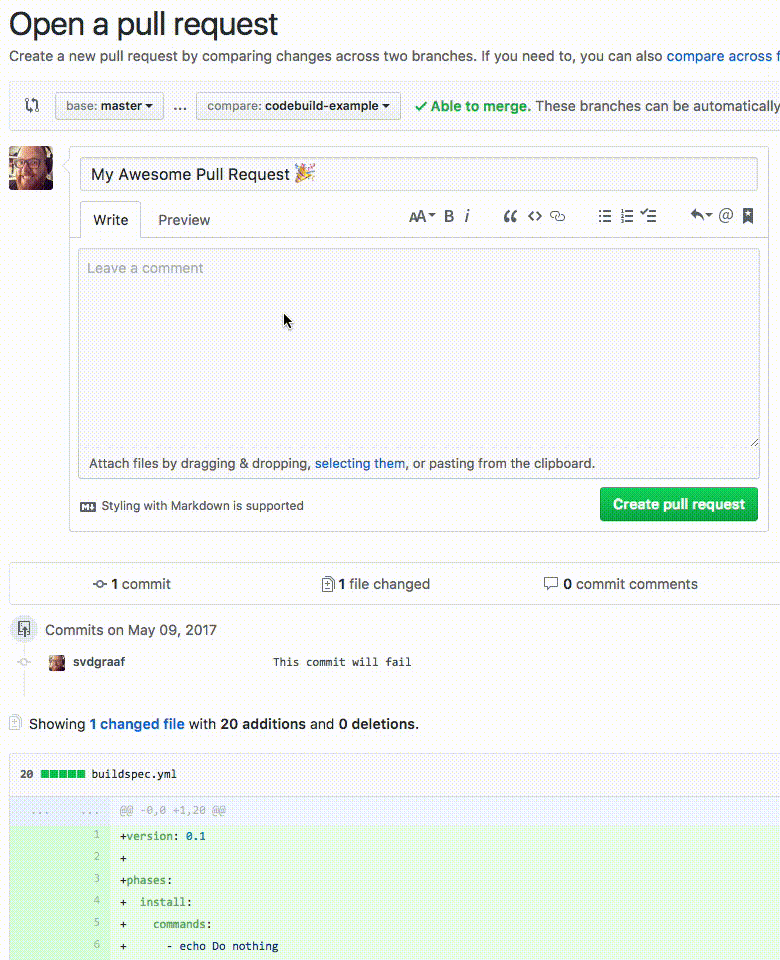 Open a pull request
Create a new pull request by comparing changes across two branches. If you need to, you can also compare across f
base: master ... compare: codebuild-example Able to merge. These branches can be automatically
My Awesome Pull Request 🎉
Write Preview AA B i
Leave a comment
Attach files by dragging & dropping, selecting them, or pasting from the clipboard.
Styling with Markdown is supported Create pull request
1 commit 1 file changed 0 commit comments
Commits on May 09, 2017
svdgraaf This commit will fail
Showing 1 changed file with 20 additions and 0 deletions.
20 buildspec.yml
... ... @@ -0,0 +1,20 @@
1 +version: 0.1
2 +
3 +phases:
4 + install:
5 + commands:
6 + - echo Do nothing